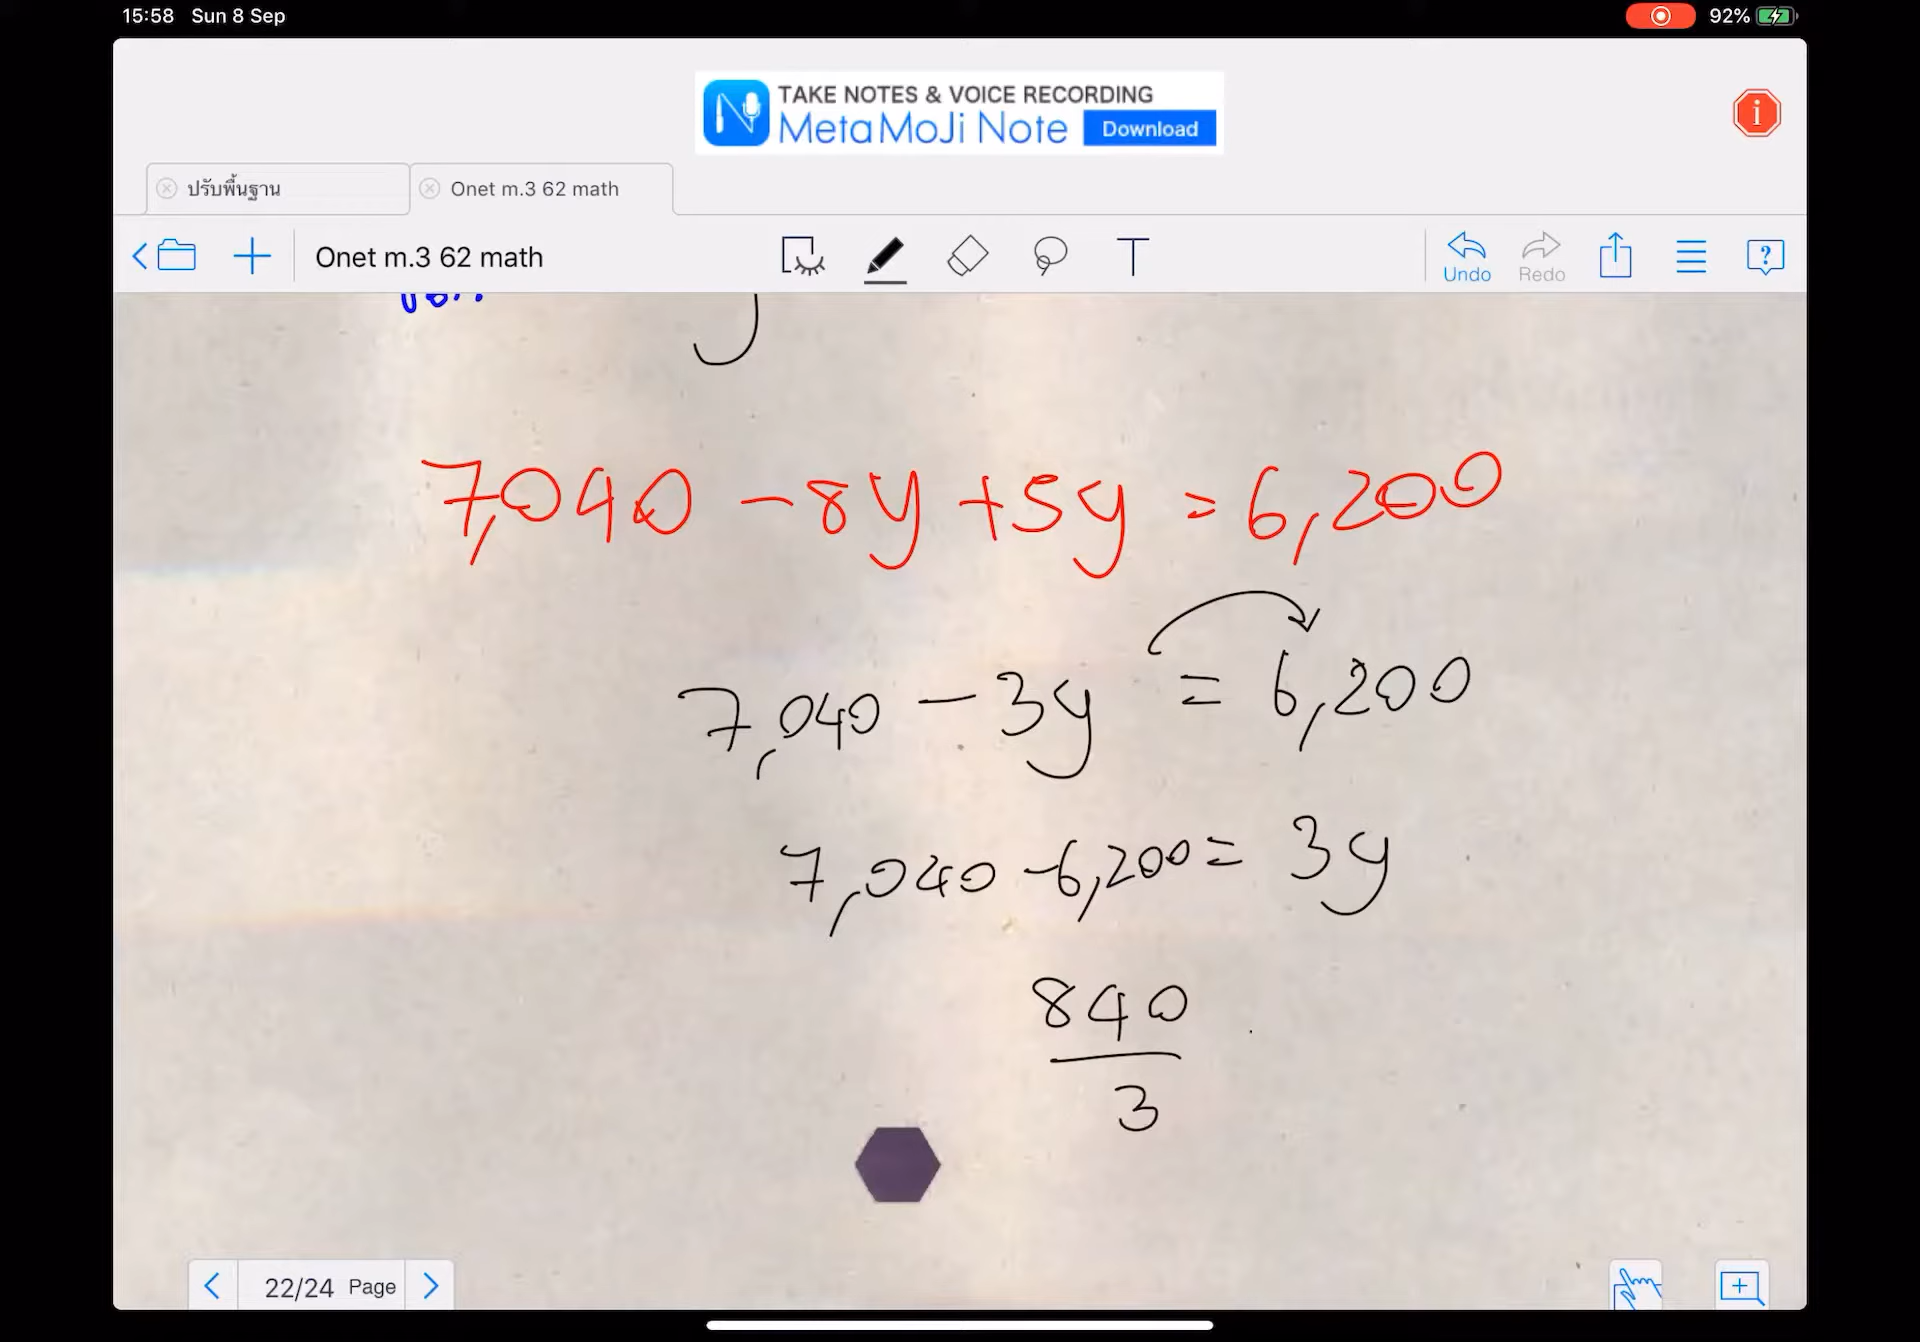 15:58 Sun 8 Sep 92%
TAKE NOTES & VOICE RECORDING
MetaMoJi Note Download
ปรับพื้นฐาน Onet m.3 62 math
Onet m.3 62 math T Undo Redo
7,040 - 8y + 5y = 6,200
7,040 - 3y = 6,200
7,040 - 6,200 = 3y
840
3
22/24 Page